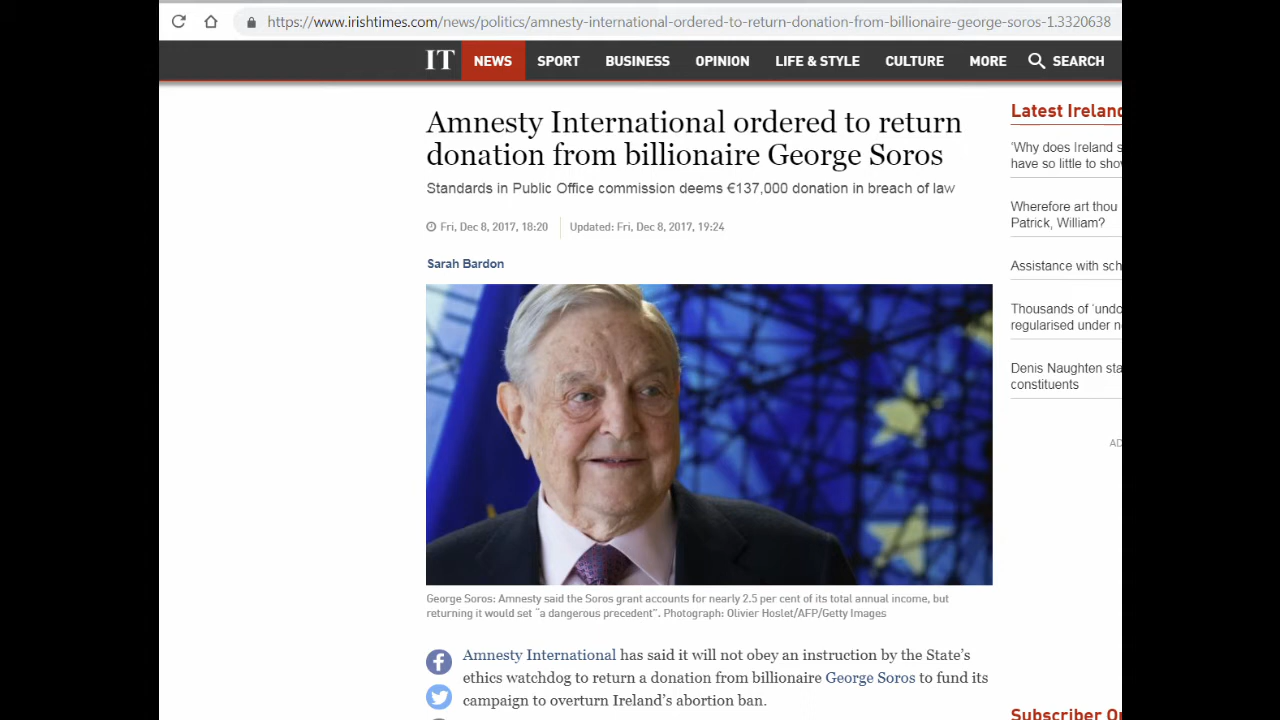 https://www.irishtimes.com/news/politics/amnesty-international-ordered-to-return-donation-from-billionaire-george-soros-1.3320638
IT NEWS SPORT BUSINESS OPINION LIFE & STYLE CULTURE MORE SEARCH
Amnesty International ordered to return
donation from billionaire George Soros
Standards in Public Office commission deems €137,000 donation in breach of law
Fri, Dec 8, 2017, 18:20 Updated: Fri, Dec 8, 2017, 19:24
Sarah Bardon
George Soros: Amnesty said the Soros grant accounts for nearly 2.5 per cent of its total annual income, but
returning it would set "a dangerous precedent". Photograph: Olivier Hoslet/AFP/Getty Images
Amnesty International has said it will not obey an instruction by the State's
ethics watchdog to return a donation from billionaire George Soros to fund its
campaign to overturn Ireland's abortion ban.
Latest Ireland
'Why does Ireland s
have so little to sho
Wherefore art thou
Patrick, William?
Assistance with sch
Thousands of 'undo
regularised under n
Denis Naughten sta
constituents
AD
Subscriber O